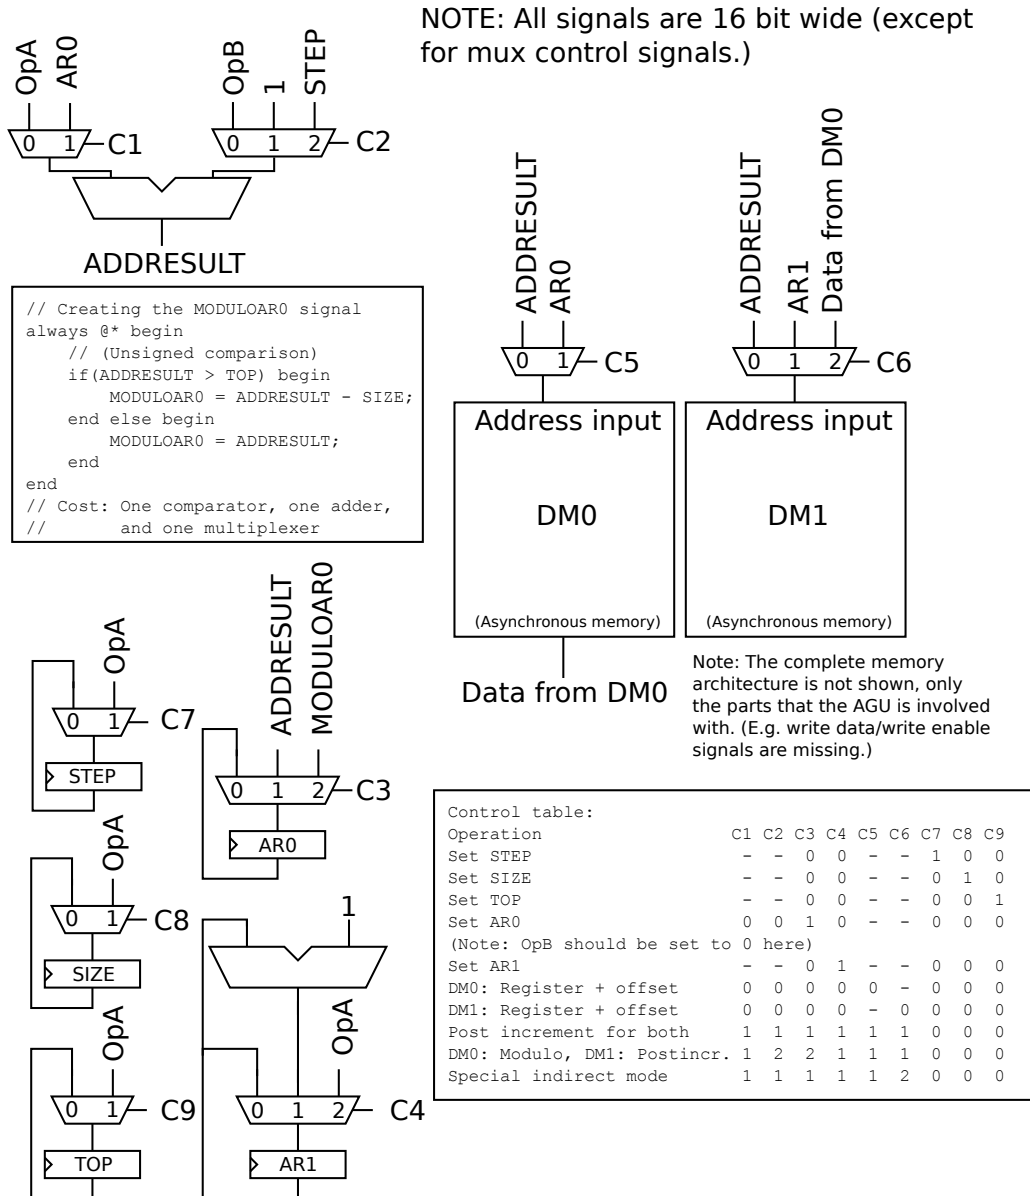 NOTE: All signals are 16 bit wide (except
for mux control signals.)
OpA
AR0
0 1
C1
OpB
1
STEP
0 1 2
C2
ADDRESULT
// Creating the MODULOAR0 signal
always @* begin
// (Unsigned comparison)
if(ADDRESULT > TOP) begin
MODULOAR0 = ADDRESULT - SIZE;
end else begin
MODULOAR0 = ADDRESULT;
end
end
// Cost: One comparator, one adder,
// and one multiplexer
ADDRESULT
AR0
0 1
C5
Address input
DM0
(Asynchronous memory)
Data from DM0
ADDRESULT
AR1
Data from DM0
0 1 2
C6
Address input
DM1
(Asynchronous memory)
Note: The complete memory
architecture is not shown, only
the parts that the AGU is involved
with. (E.g. write data/write enable
signals are missing.)
OpA
0 1
C7
STEP
OpA
0 1
C8
SIZE
OpA
0 1
C9
TOP
ADDRESULT
MODULOAR0
0 1 2
C3
AR0
1
OpA
0 1 2
C4
AR1
Control table:
Operation C1 C2 C3 C4 C5 C6 C7 C8 C9
Set STEP - - 0 0 - - 1 0 0
Set SIZE - - 0 0 - - 0 1 0
Set TOP - - 0 0 - - 0 0 1
Set AR0 0 0 1 0 - - 0 0 0
(Note: OpB should be set to 0 here)
Set AR1 - - 0 1 - - 0 0 0
DM0: Register + offset 0 0 0 0 0 - 0 0 0
DM1: Register + offset 0 0 0 0 - 0 0 0 0
Post increment for both 1 1 1 1 1 1 0 0 0
DM0: Modulo, DM1: Postincr. 1 2 2 1 1 1 0 0 0
Special indirect mode 1 1 1 1 1 2 0 0 0